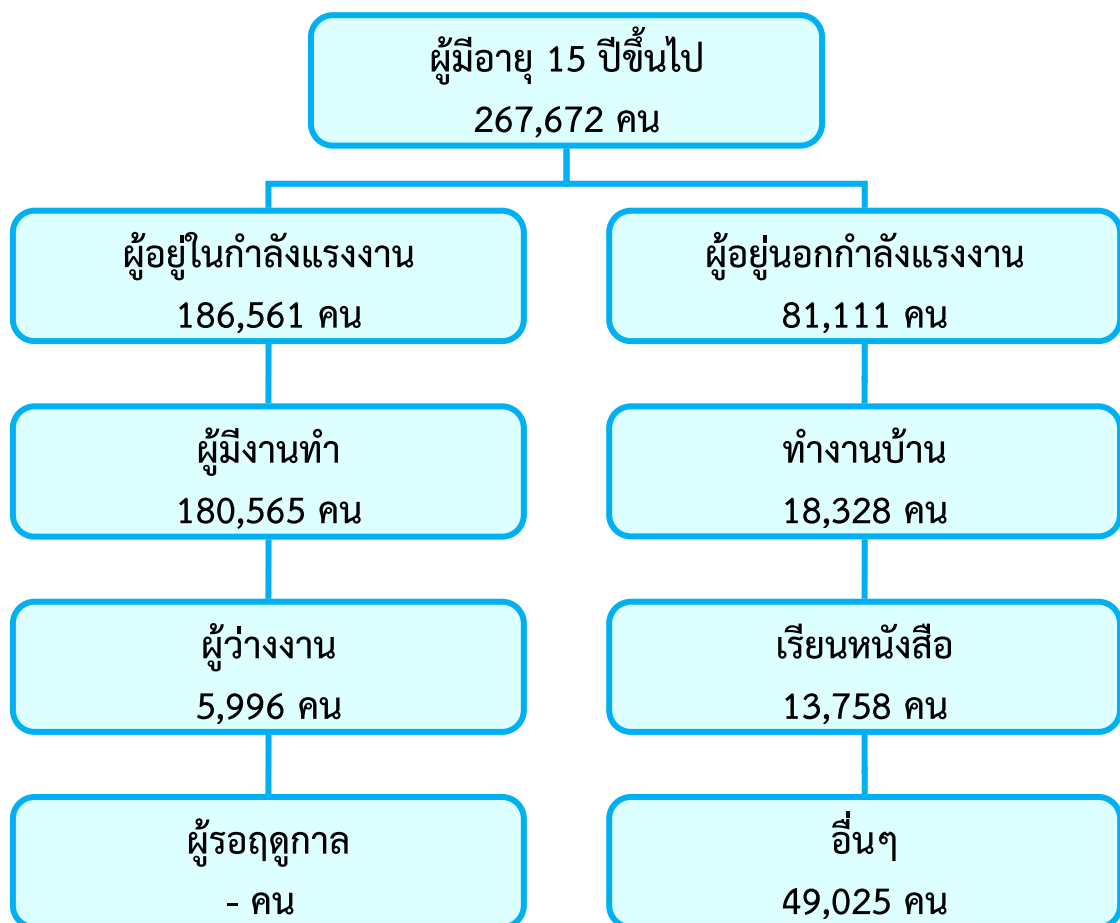 ผู้มีอายุ 15 ปีขึ้นไป
267,672 คน
ผู้อยู่ในกำลังแรงงาน
186,561 คน
ผู้อยู่นอกกำลังแรงงาน
81,111 คน
ผู้มีงานทำ
180,565 คน
ทำงานบ้าน
18,328 คน
ผู้ว่างงาน
5,996 คน
เรียนหนังสือ
13,758 คน
ผู้รอฤดูกาล
- คน
อื่นๆ
49,025 คน